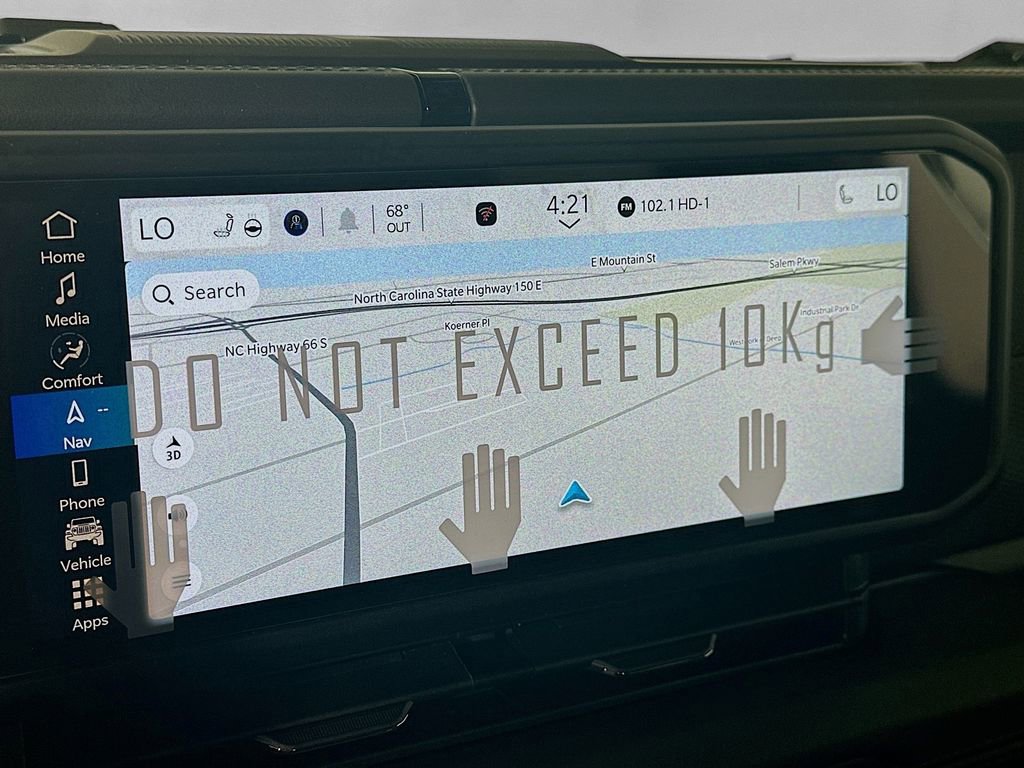 LO
68°
OUT
4:21
FM 102.1 HD-1
LO
Home
Media
Comfort
Nav
--
Phone
Vehicle
Apps
Search
E Mountain St
Salem Pkwy
North Carolina State Highway 150 E
Industrial Park Dr
Koerner Pl
NC Highway 66 S
DO NOT EXCEED 10Kg
3D